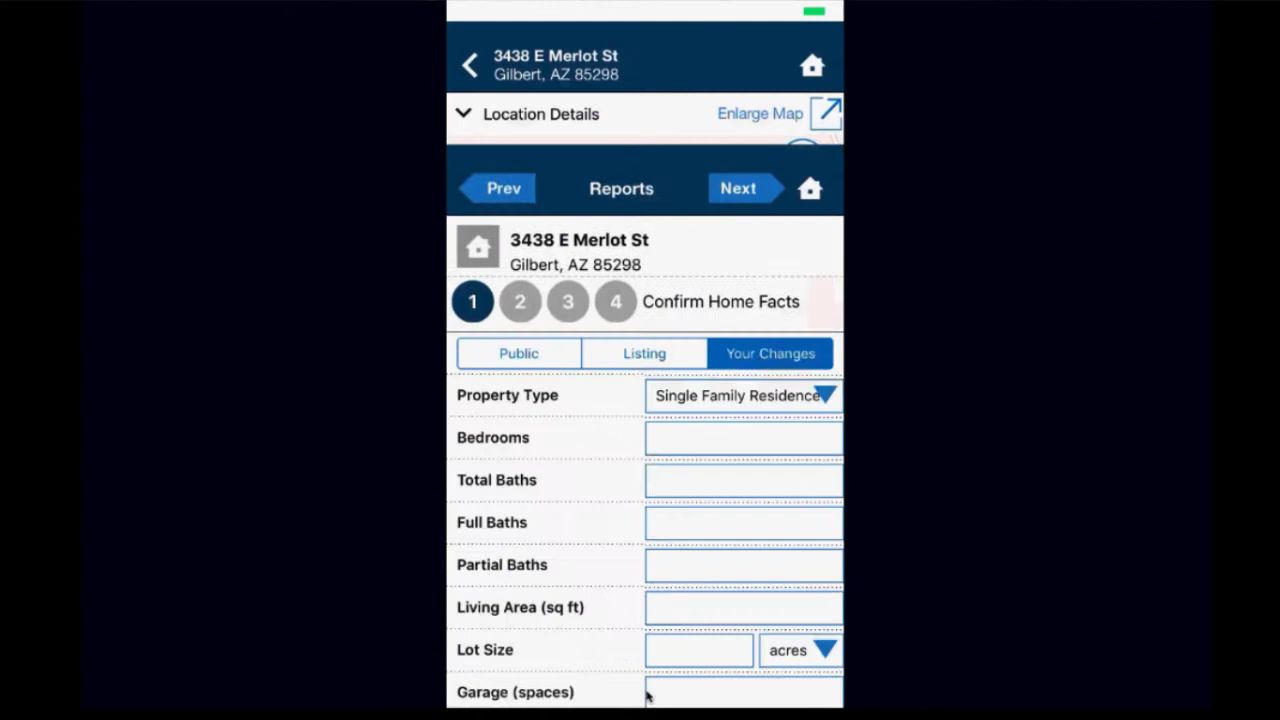 3438 E Merlot St
Gilbert, AZ 85298
Location Details Enlarge Map
Prev Reports Next
3438 E Merlot St
Gilbert, AZ 85298
1 2 3 4 Confirm Home Facts
Public Listing Your Changes
Property Type Single Family Residence
Bedrooms
Total Baths
Full Baths
Partial Baths
Living Area (sq ft)
Lot Size acres
Garage (spaces)